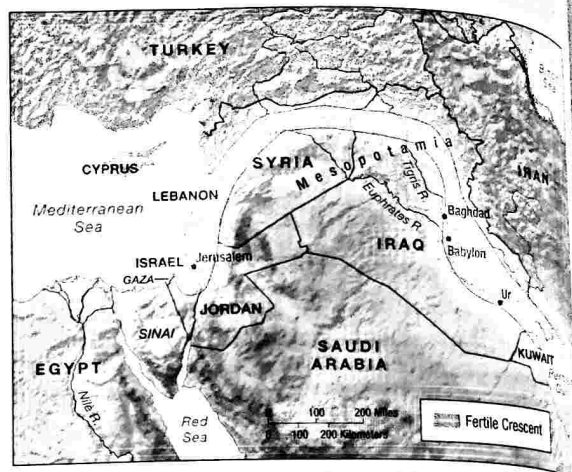 TURKEY
CYPRUS
SYRIA
Mesopotamia
Tigris R.
IRAN
LEBANON
Mediterranean
Sea
Euphrates R.
Baghdad
IRAQ
Babylon
ISRAEL
Jerusalem
GAZA
Ur
JORDAN
SINAI
SAUDI
ARABIA
KUWAIT
EGYPT
Nile R.
Red
Sea
0 100 200 Miles
0 100 200 Kilometers
Fertile Crescent